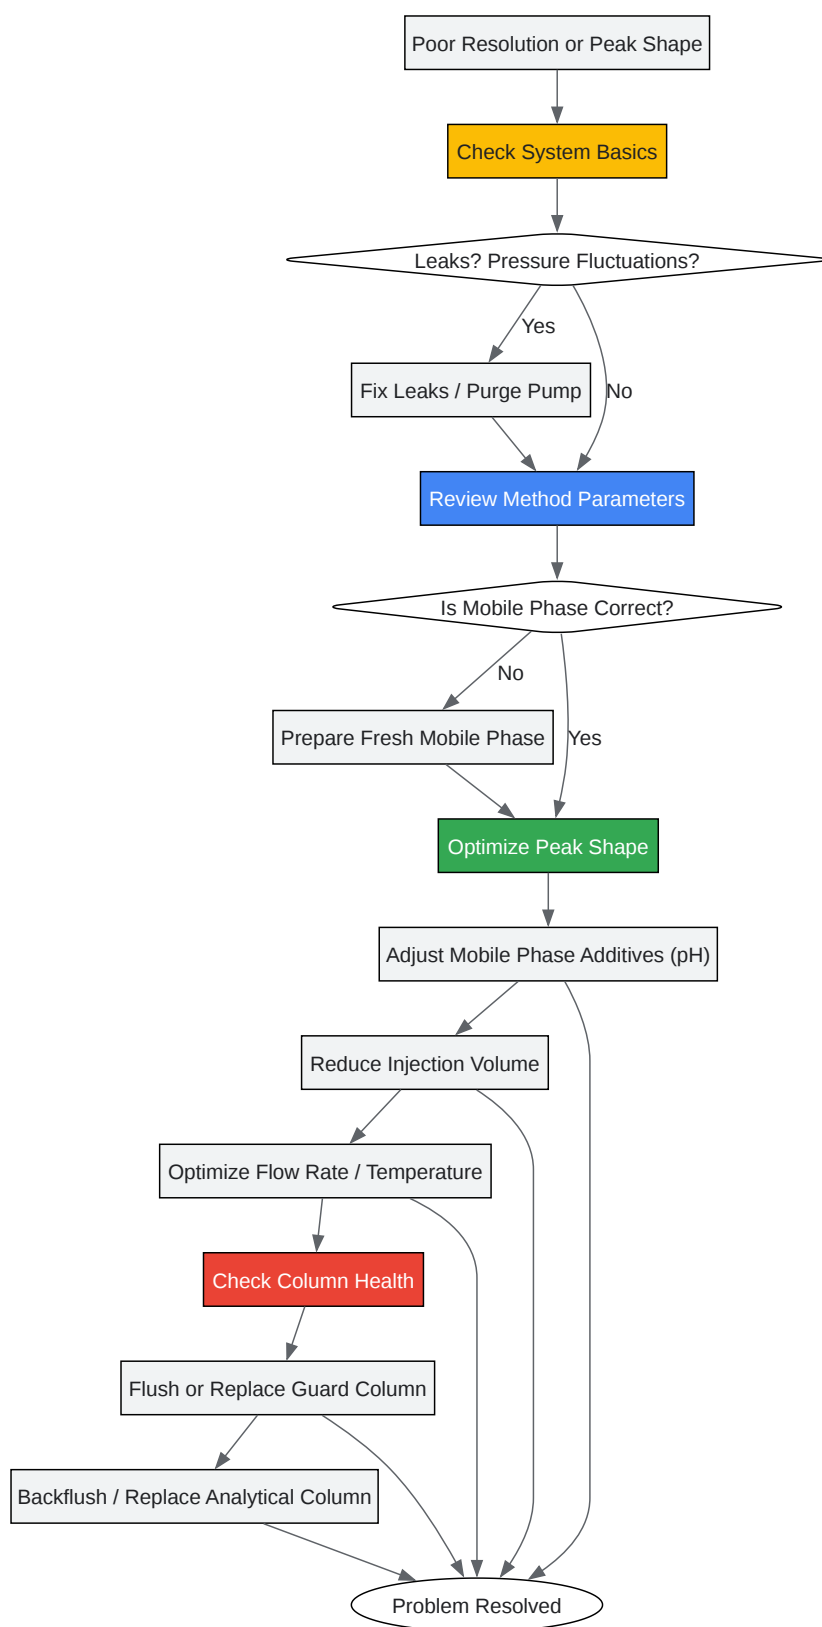 Poor Resolution or Peak Shape
Check System Basics
Leaks? Pressure Fluctuations?
Yes
Fix Leaks / Purge Pump
No
Review Method Parameters
Is Mobile Phase Correct?
No
Prepare Fresh Mobile Phase
Yes
Optimize Peak Shape
Adjust Mobile Phase Additives (pH)
Reduce Injection Volume
Optimize Flow Rate / Temperature
Check Column Health
Flush or Replace Guard Column
Backflush / Replace Analytical Column
Problem Resolved